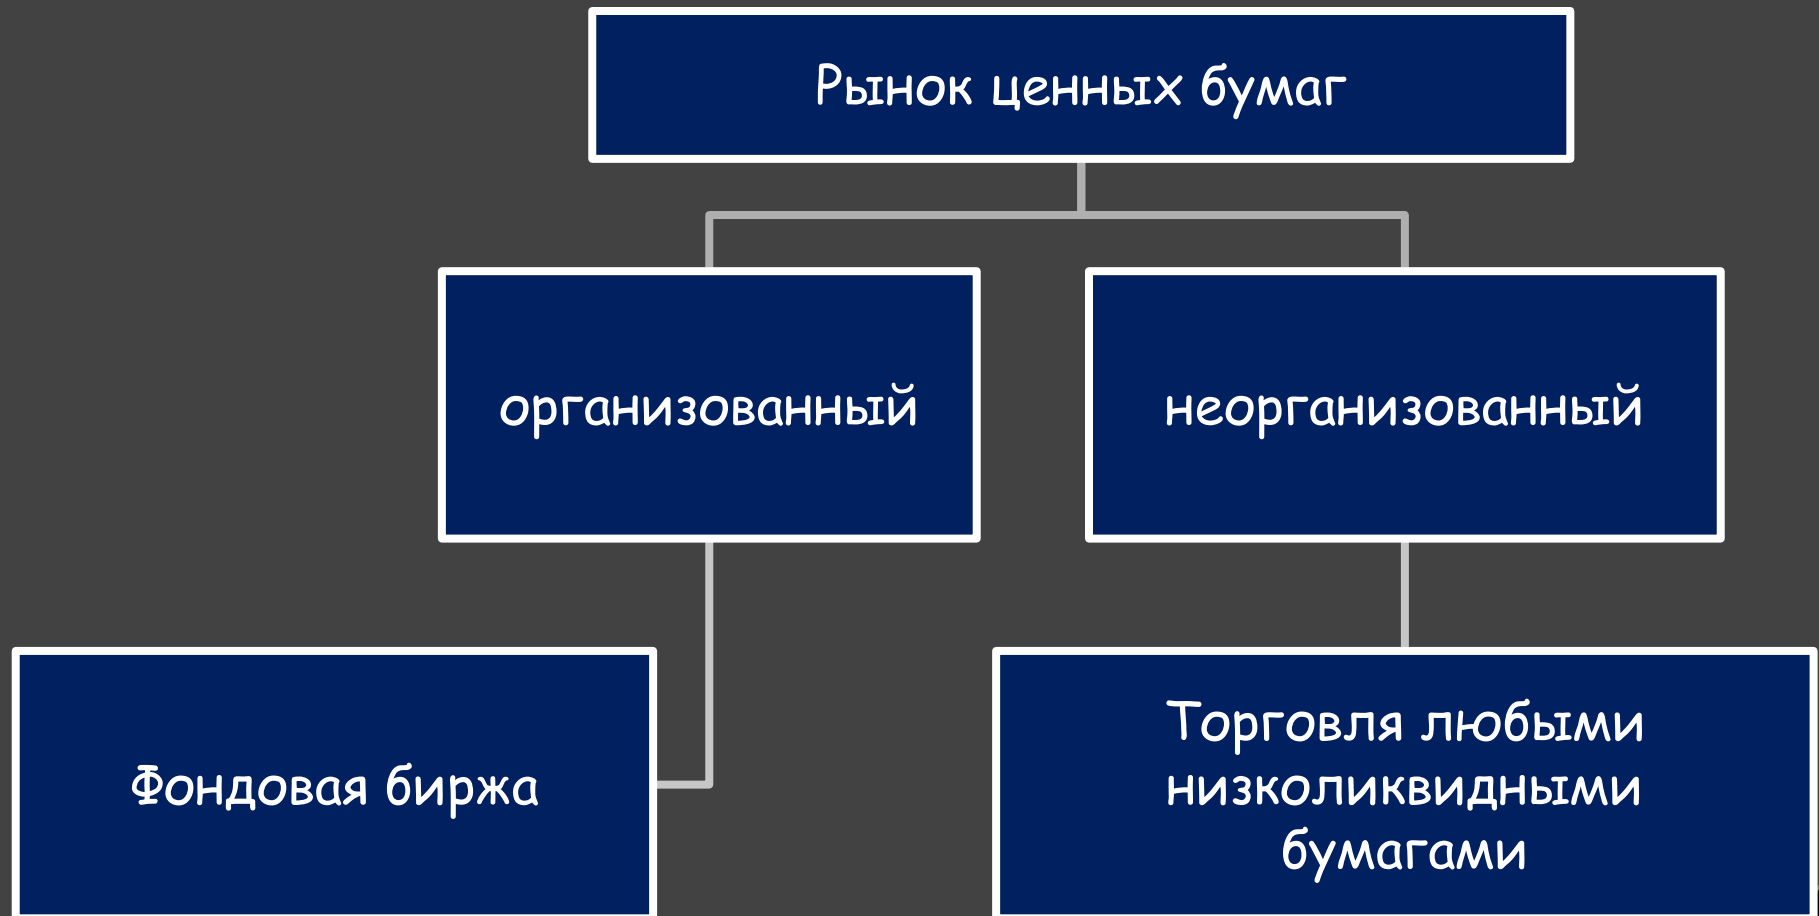 Рынок ценных бумаг
организованный
неорганизованный
Фондовая биржа
Торговля любыми
низколиквидными
бумагами